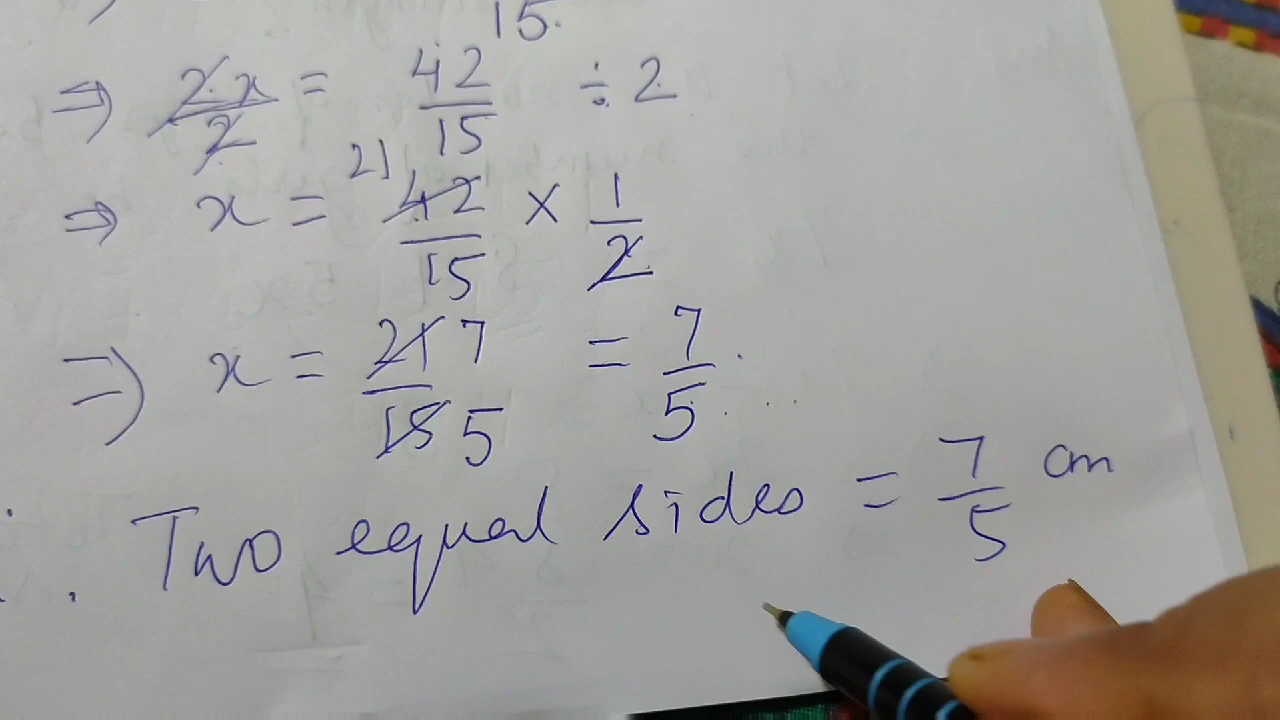 15.
⇒ 2x/2 = 42/15 ÷ 2
⇒ x = 21 42/15 × 1/2
⇒ x = 21 7/15 5 = 7/5
∴ Two equal sides = 7/5 cm